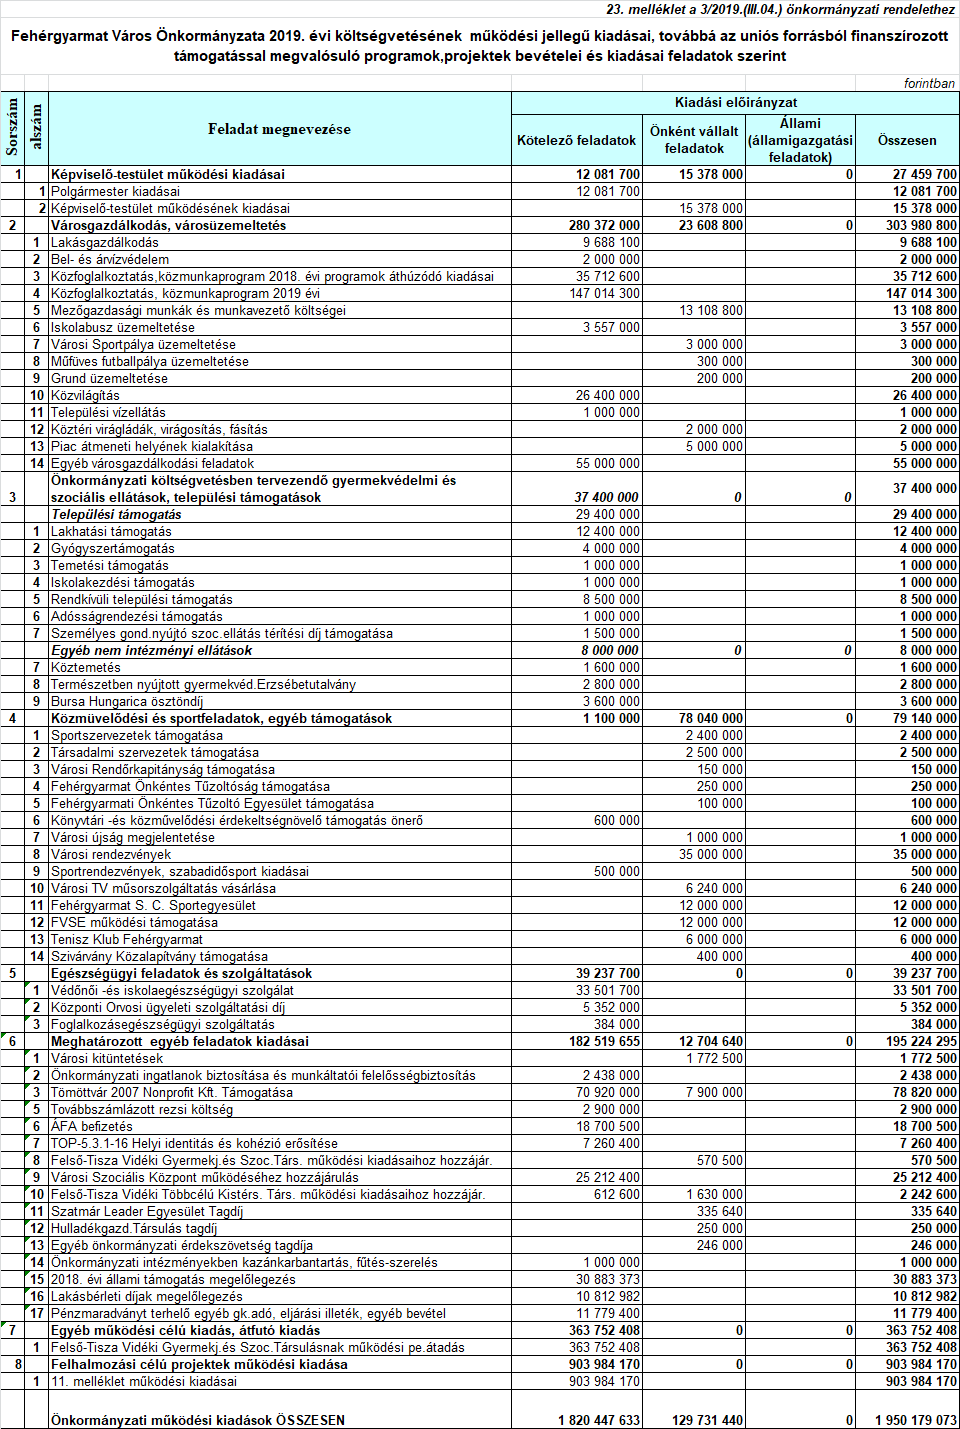 23. melléklet a 3/2019.(III.04.) önkormányzati rendelethez
Fehérgyarmat Város Önkormányzata 2019. évi költségvetésének működési jellegű kiadásai, továbbá az uniós forrásból finanszírozott
támogatással megvalósuló programok,projektek bevételei és kiadásai feladatok szerint
forintban
Sorszám alszám Feladat megnevezése Kiadási előirányzat
Kötelező feladatok Önként vállalt feladatok Állami (államigazgatási feladatok) Összesen
1 Képviselő-testület működési kiadásai 12 081 700 15 378 000 0 27 459 700
1 Polgármester kiadásai 12 081 700 12 081 700
2 Képviselő-testület működésének kiadásai 15 378 000 15 378 000
2 Városgazdálkodás, városüzemeltetés 280 372 000 23 608 800 0 303 980 800
1 Lakásgazdálkodás 9 688 100 9 688 100
2 Bel- és árvízvédelem 2 000 000 2 000 000
3 Közfoglalkoztatás,közmunkaprogram 2018. évi programok áthúzódó kiadásai 35 712 600 35 712 600
4 Közfoglalkoztatás, közmunkaprogram 2019 évi 147 014 300 147 014 300
5 Mezőgazdasági munkák és munkavezető költségei 13 108 800 13 108 800
6 Iskolabusz üzemeltetése 3 557 000 3 557 000
7 Városi Sportpálya üzemeltetése 3 000 000 3 000 000
8 Műfüves futballpálya üzemeltetése 300 000 300 000
9 Grund üzemeltetése 200 000 200 000
10 Közvilágítás 26 400 000 26 400 000
11 Települési vízellátás 1 000 000 1 000 000
12 Köztéri virágládák, virágosítás, fásítás 2 000 000 2 000 000
13 Piac átmeneti helyének kialakítása 5 000 000 5 000 000
14 Egyéb városgazdálkodási feladatok 55 000 000 55 000 000
Önkormányzati költségvetésben tervezendő gyermekvédelmi és
3 szociális ellátások, települési támogatások 37 400 000 0 0 37 400 000
Települési támogatás 29 400 000 29 400 000
1 Lakhatási támogatás 12 400 000 12 400 000
2 Gyógyszertámogatás 4 000 000 4 000 000
3 Temetési támogatás 1 000 000 1 000 000
4 Iskolakezdési támogatás 1 000 000 1 000 000
5 Rendkívüli települési támogatás 8 500 000 8 500 000
6 Adósságrendezési támogatás 1 000 000 1 000 000
7 Személyes gond.nyújtó szoc.ellátás térítési díj támogatása 1 500 000 1 500 000
Egyéb nem intézményi ellátások 8 000 000 0 0 8 000 000
7 Köztemetés 1 600 000 1 600 000
8 Természetben nyújtott gyermekvéd.Erzsébetutalvány 2 800 000 2 800 000
9 Bursa Hungarica ösztöndíj 3 600 000 3 600 000
4 Közmüvelődési és sportfeladatok, egyéb támogatások 1 100 000 78 040 000 0 79 140 000
1 Sportszervezetek támogatása 2 400 000 2 400 000
2 Társadalmi szervezetek támogatása 2 500 000 2 500 000
3 Városi Rendőrkapitányság támogatása 150 000 150 000
4 Fehérgyarmat Önkéntes Tűzoltóság támogatása 250 000 250 000
5 Fehérgyarmati Önkéntes Tűzoltó Egyesület támogatása 100 000 100 000
6 Könyvtári -és közművelődési érdekeltségnövelő támogatás önerő 600 000 600 000
7 Városi újság megjelentetése 1 000 000 1 000 000
8 Városi rendezvények 35 000 000 35 000 000
9 Sportrendezvények, szabadidősport kiadásai 500 000 500 000
10 Városi TV műsorszolgáltatás vásárlása 6 240 000 6 240 000
11 Fehérgyarmat S. C. Sportegyesület 12 000 000 12 000 000
12 FVSE működési támogatása 12 000 000 12 000 000
13 Tenisz Klub Fehérgyarmat 6 000 000 6 000 000
14 Szivárvány Közalapítvány támogatása 400 000 400 000
5 Egészségügyi feladatok és szolgáltatások 39 237 700 0 0 39 237 700
1 Védőnői -és iskolaegészségügyi szolgálat 33 501 700 33 501 700
2 Központi Orvosi ügyeleti szolgáltatási díj 5 352 000 5 352 000
3 Foglalkozásegészségügyi szolgáltatás 384 000 384 000
6 Meghatározott egyéb feladatok kiadásai 182 519 655 12 704 640 0 195 224 295
1 Városi kitüntetések 1 772 500 1 772 500
2 Önkormányzati ingatlanok biztosítása és munkáltatói felelősségbiztosítás 2 438 000 2 438 000
3 Tömöttvár 2007 Nonprofit Kft. Támogatása 70 920 000 7 900 000 78 820 000
5 Továbbszámlázott rezsi költség 2 900 000 2 900 000
6 ÁFA befizetés 18 700 500 18 700 500
7 TOP-5.3.1-16 Helyi identitás és kohézió erősítése 7 260 400 7 260 400
8 Felső-Tisza Vidéki Gyermekj.és Szoc.Társ. működési kiadásaihoz hozzájár. 570 500 570 500
9 Városi Szociális Központ működéséhez hozzájárulás 25 212 400 25 212 400
10 Felső-Tisza Vidéki Többcélú Kistérs. Társ. működési kiadásaihoz hozzájár. 612 600 1 630 000 2 242 600
11 Szatmár Leader Egyesület Tagdíj 335 640 335 640
12 Hulladékgazd.Társulás tagdíj 250 000 250 000
13 Egyéb önkormányzati érdekszövetség tagdíja 246 000 246 000
14 Önkormányzati intézményekben kazánkarbantartás, fűtés-szerelés 1 000 000 1 000 000
15 2018. évi állami támogatás megelőlegezés 30 883 373 30 883 373
16 Lakásbérleti díjak megelőlegezés 10 812 982 10 812 982
17 Pénzmaradványt terhelő egyéb gk.adó, eljárási illeték, egyéb bevétel 11 779 400 11 779 400
7 Egyéb működési célú kiadás, átfutó kiadás 363 752 408 0 0 363 752 408
1 Felső-Tisza Vidéki Gyermekj.és Szoc.Társulásnak működési pe.átadás 363 752 408 363 752 408
8 Felhalmozási célú projektek működési kiadása 903 984 170 0 0 903 984 170
1 11. melléklet működési kiadásai 903 984 170 903 984 170
Önkormányzati működési kiadások ÖSSZESEN 1 820 447 633 129 731 440 0 1 950 179 073